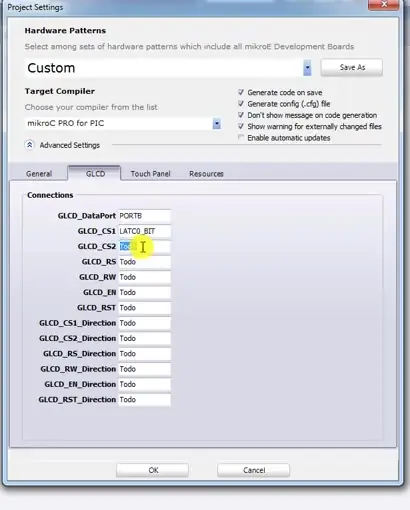 Project Settings
Hardware Patterns
Select among sets of hardware patterns which include all mikroE Development Boards
Custom
Save As
Target Compiler
Choose your compiler from the list
mikroC PRO for PIC
Generate code on save
Generate config (.cfg) file
Don't show message on code generation
Show warning for externally changed files
Enable automatic updates
Advanced Settings
General GLCD Touch Panel Resources
Connections
GLCD_DataPort PORTB
GLCD_CS1 LATC0_BIT
GLCD_CS2
GLCD_RS Todo
GLCD_RW Todo
GLCD_EN Todo
GLCD_RST Todo
GLCD_CS1_Direction Todo
GLCD_CS2_Direction Todo
GLCD_RS_Direction Todo
GLCD_RW_Direction Todo
GLCD_EN_Direction Todo
GLCD_RST_Direction Todo
OK Cancel